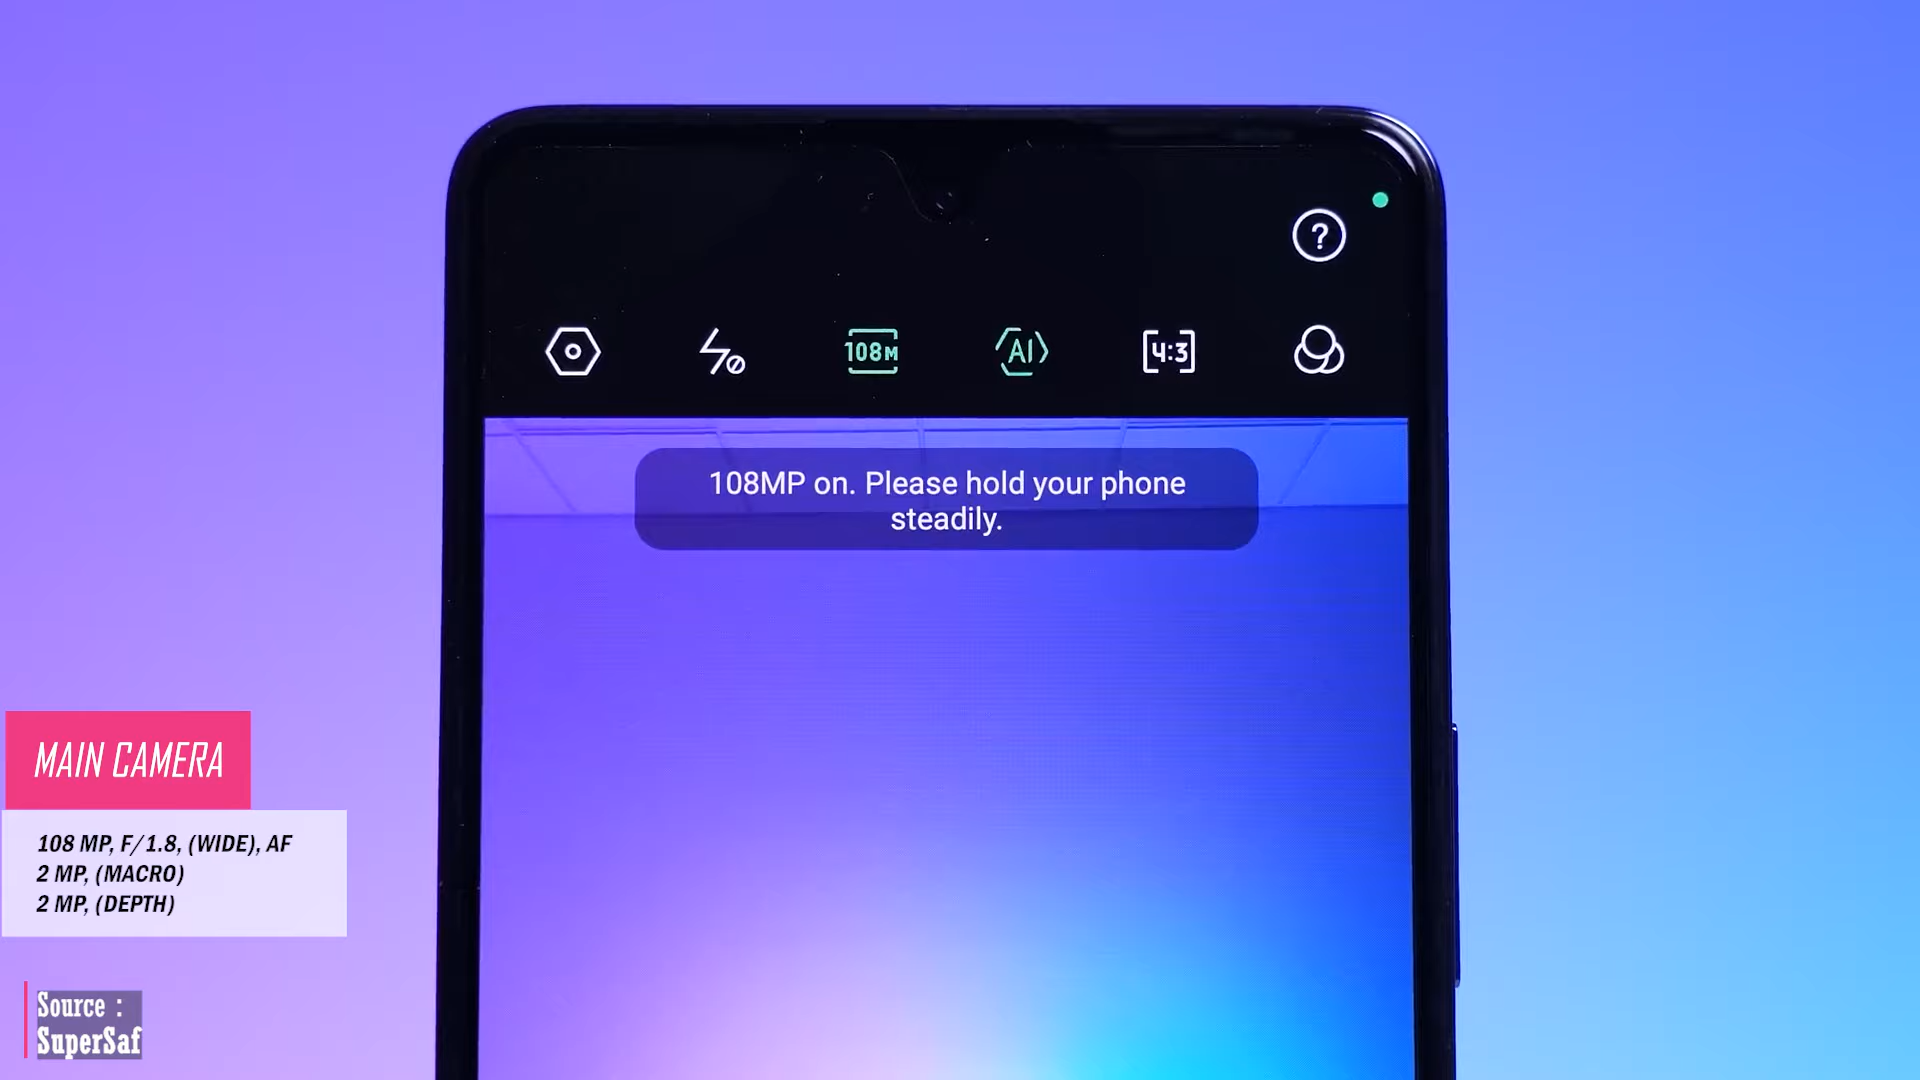 ?
108M
AI
4:3
108MP on. Please hold your phone
steadily.
MAIN CAMERA
108 MP, F/1.8, (WIDE), AF
2 MP, (MACRO)
2 MP, (DEPTH)
Source :
SuperSaf